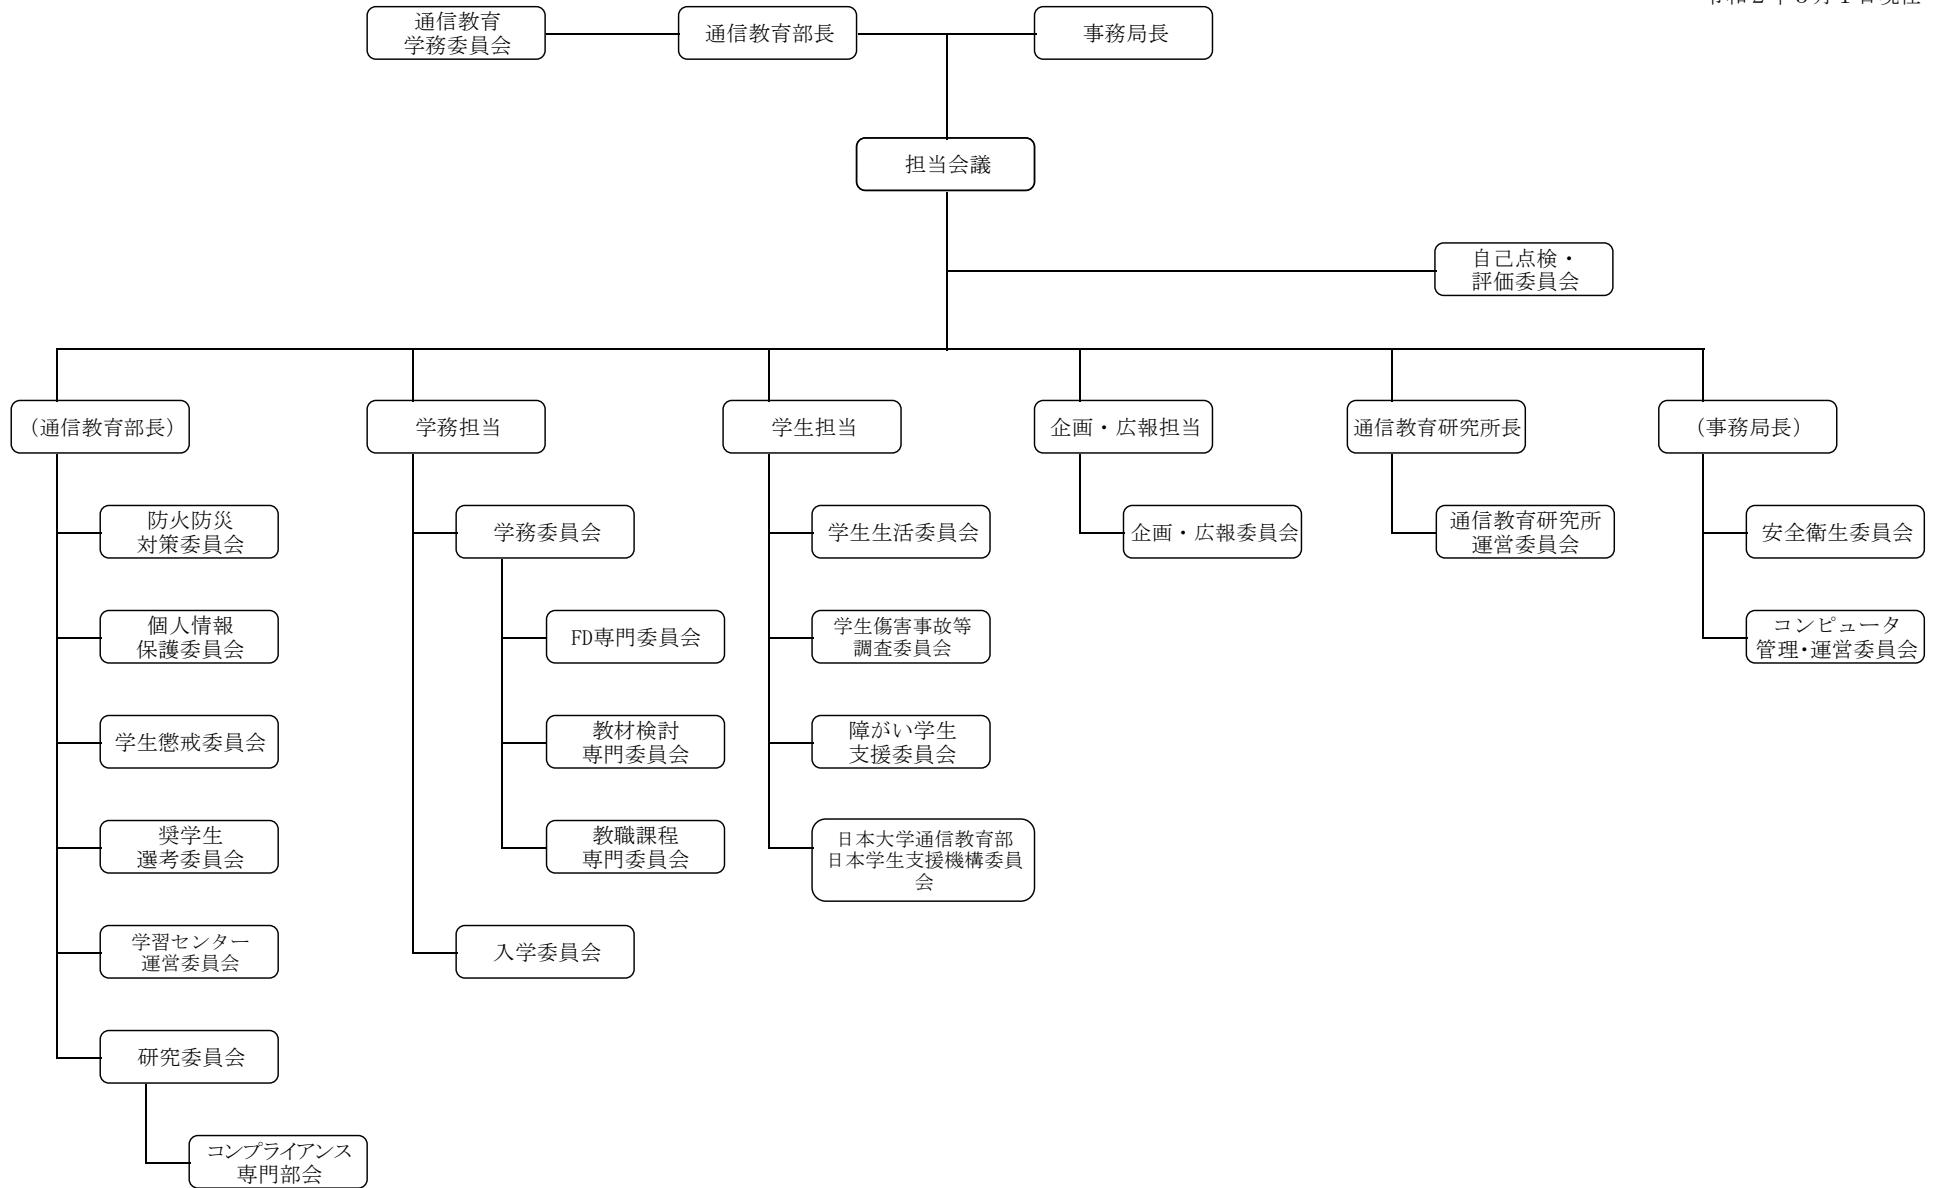 通信教育
学務委員会
通信教育部長
事務局長
担当会議
自己点検・
評価委員会
(通信教育部長)
学務担当
学生担当
企画・広報担当
通信教育研究所長
(事務局長)
防火防災
対策委員会
学務委員会
学生生活委員会
企画・広報委員会
通信教育研究所
運営委員会
安全衛生委員会
個人情報
保護委員会
FD専門委員会
学生傷害事故等
調査委員会
コンピュータ
管理・運営委員会
学生懲戒委員会
教材検討
専門委員会
障がい学生
支援委員会
奨学生
選考委員会
教職課程
専門委員会
日本大学通信教育部
日本学生支援機構委員
会
学習センター
運営委員会
入学委員会
研究委員会
コンプライアンス
専門部会